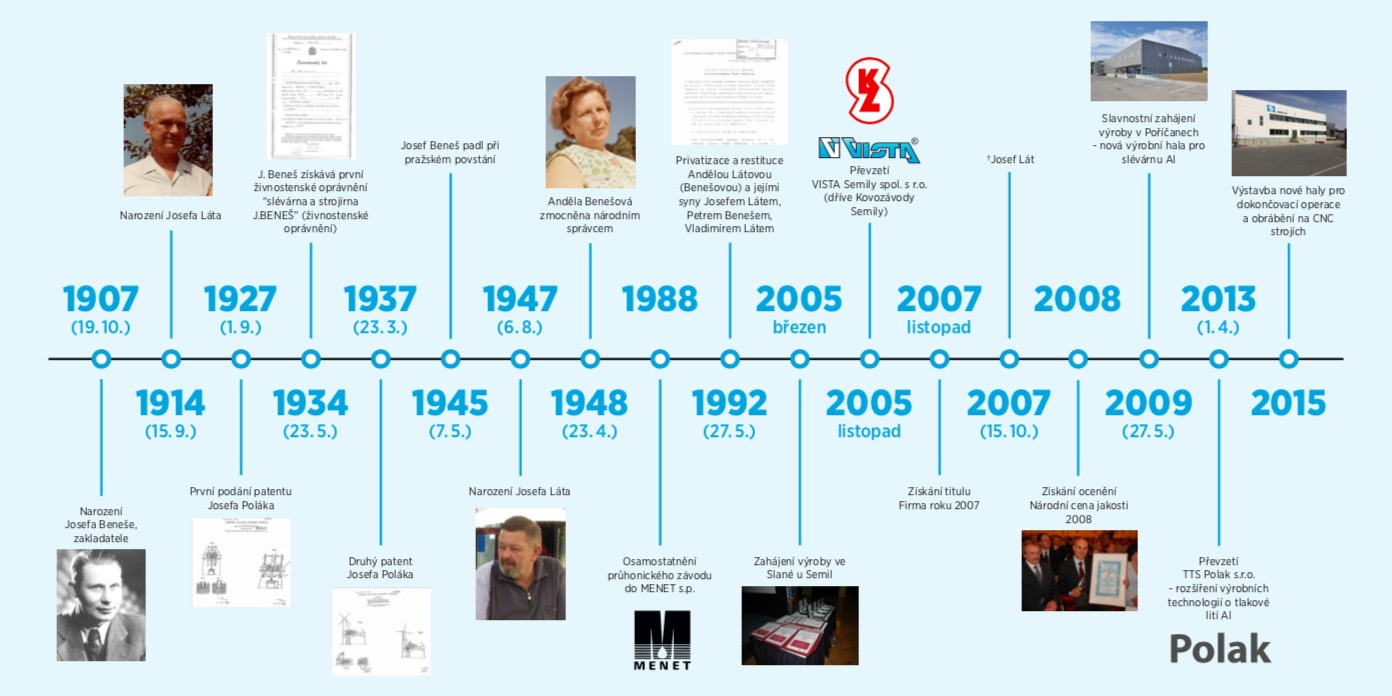 1907
(19. 10.)
Narození
Josefa Beneše,
zakladatele
Narození Josefa Láta
1914
(15. 9.)
1927
(1. 9.)
První podání patentu
Josefa Poláka
Živnostenský list
J. Beneš získává první
živnostenské oprávnění
"slévárna a strojírna
J.BENEŠ" (živnostenské
oprávnění)
1934
(23. 5.)
1937
(23. 3.)
Druhý patent
Josefa Poláka
Josef Beneš padl při
pražském povstání
1945
(7. 5.)
1947
(6. 8.)
Narození Josefa Láta
Anděla Benešová
zmocněna národním
správcem
1948
(23. 4.)
1988
Osamostatnění
průhonického závodu
do MENET s.p.
MENET
Privatizace a restituce
Andělou Látovou
(Benešovou) a jejími
syny Josefem Látem,
Petrem Benešem,
Vladimírem Látem
1992
(27. 5.)
2005
březen
Zahájení výroby ve
Slané u Semil
KZ
VISTA®
Převzetí
VISTA Semily spol. s r.o.
(dříve Kovozávody
Semily)
2005
listopad
2007
listopad
Získání titulu
Firma roku 2007
†Josef Lát
2007
(15. 10.)
2008
Získání ocenění
Národní cena jakosti
2008
Slavnostní zahájení
výroby v Poříčanech
- nová výrobní hala pro
slévárnu Al
2009
(27. 5.)
2013
(1. 4.)
Převzetí
TTS Polak s.r.o.
- rozšíření výrobních
technologií o tlakové
lití Al
Polak
Výstavba nové haly pro
dokončovací operace
a obrábění na CNC
strojích
2015